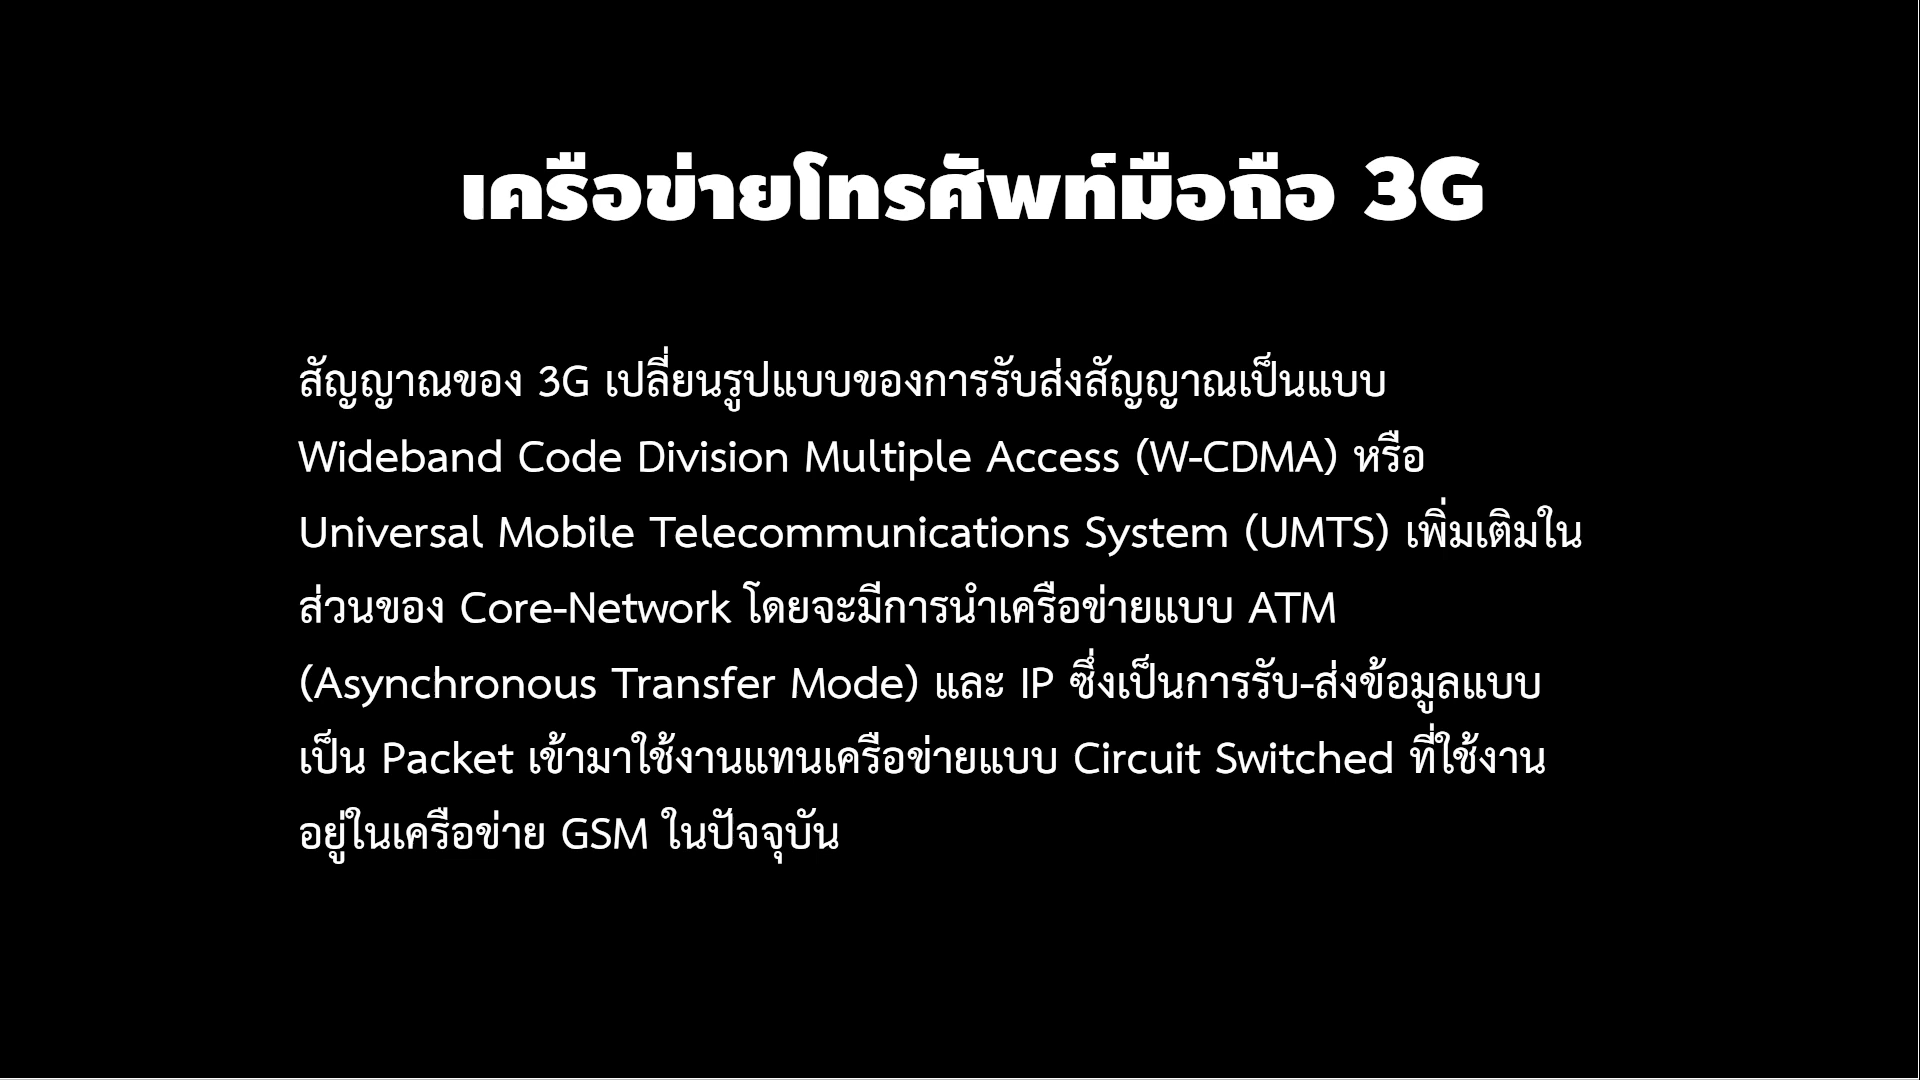 เครือข่ายโทรศัพท์มือถือ 3G
สัญญาณของ 3G เปลี่ยนรูปแบบของการรับส่งสัญญาณเป็นแบบ
Wideband Code Division Multiple Access (W-CDMA) หรือ
Universal Mobile Telecommunications System (UMTS) เพิ่มเติมใน
ส่วนของ Core-Network โดยจะมีการนำเครือข่ายแบบ ATM
(Asynchronous Transfer Mode) และ IP ซึ่งเป็นการรับ-ส่งข้อมูลแบบ
เป็น Packet เข้ามาใช้งานแทนเครือข่ายแบบ Circuit Switched ที่ใช้งาน
อยู่ในเครือข่าย GSM ในปัจจุบัน